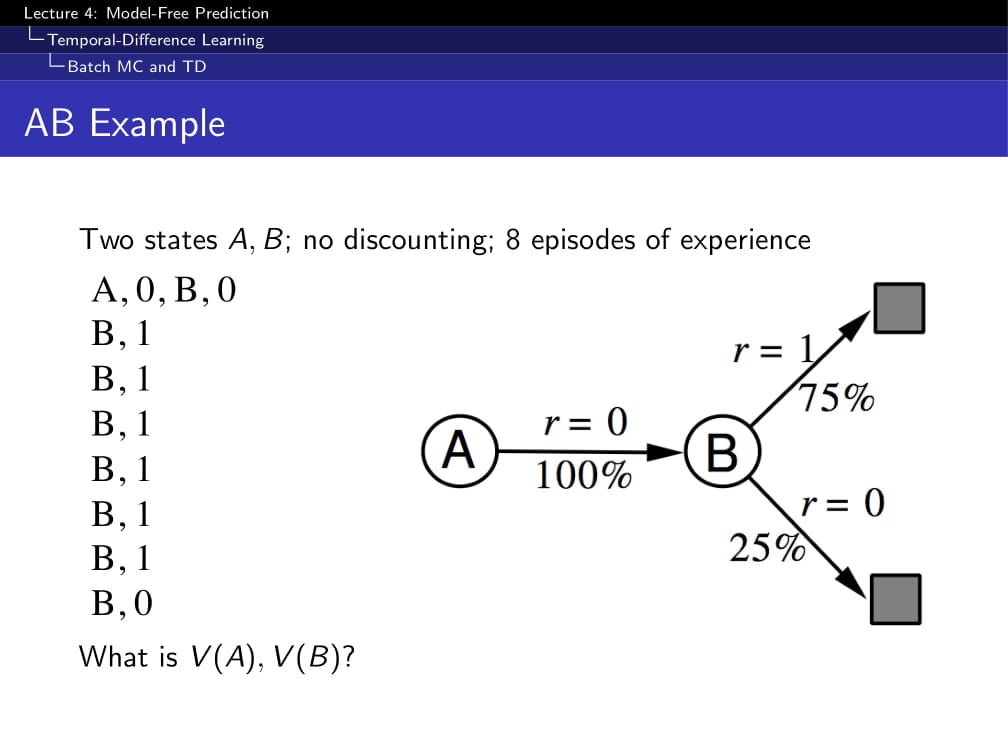 Lecture 4: Model-Free Prediction
Temporal-Difference Learning
Batch MC and TD
AB Example
Two states A, B; no discounting; 8 episodes of experience
A, 0, B, 0
B, 1
B, 1
B, 1
B, 1
B, 1
B, 1
B, 0
A
r = 0
100%
B
r = 1
75%
r = 0
25%
What is V(A), V(B)?